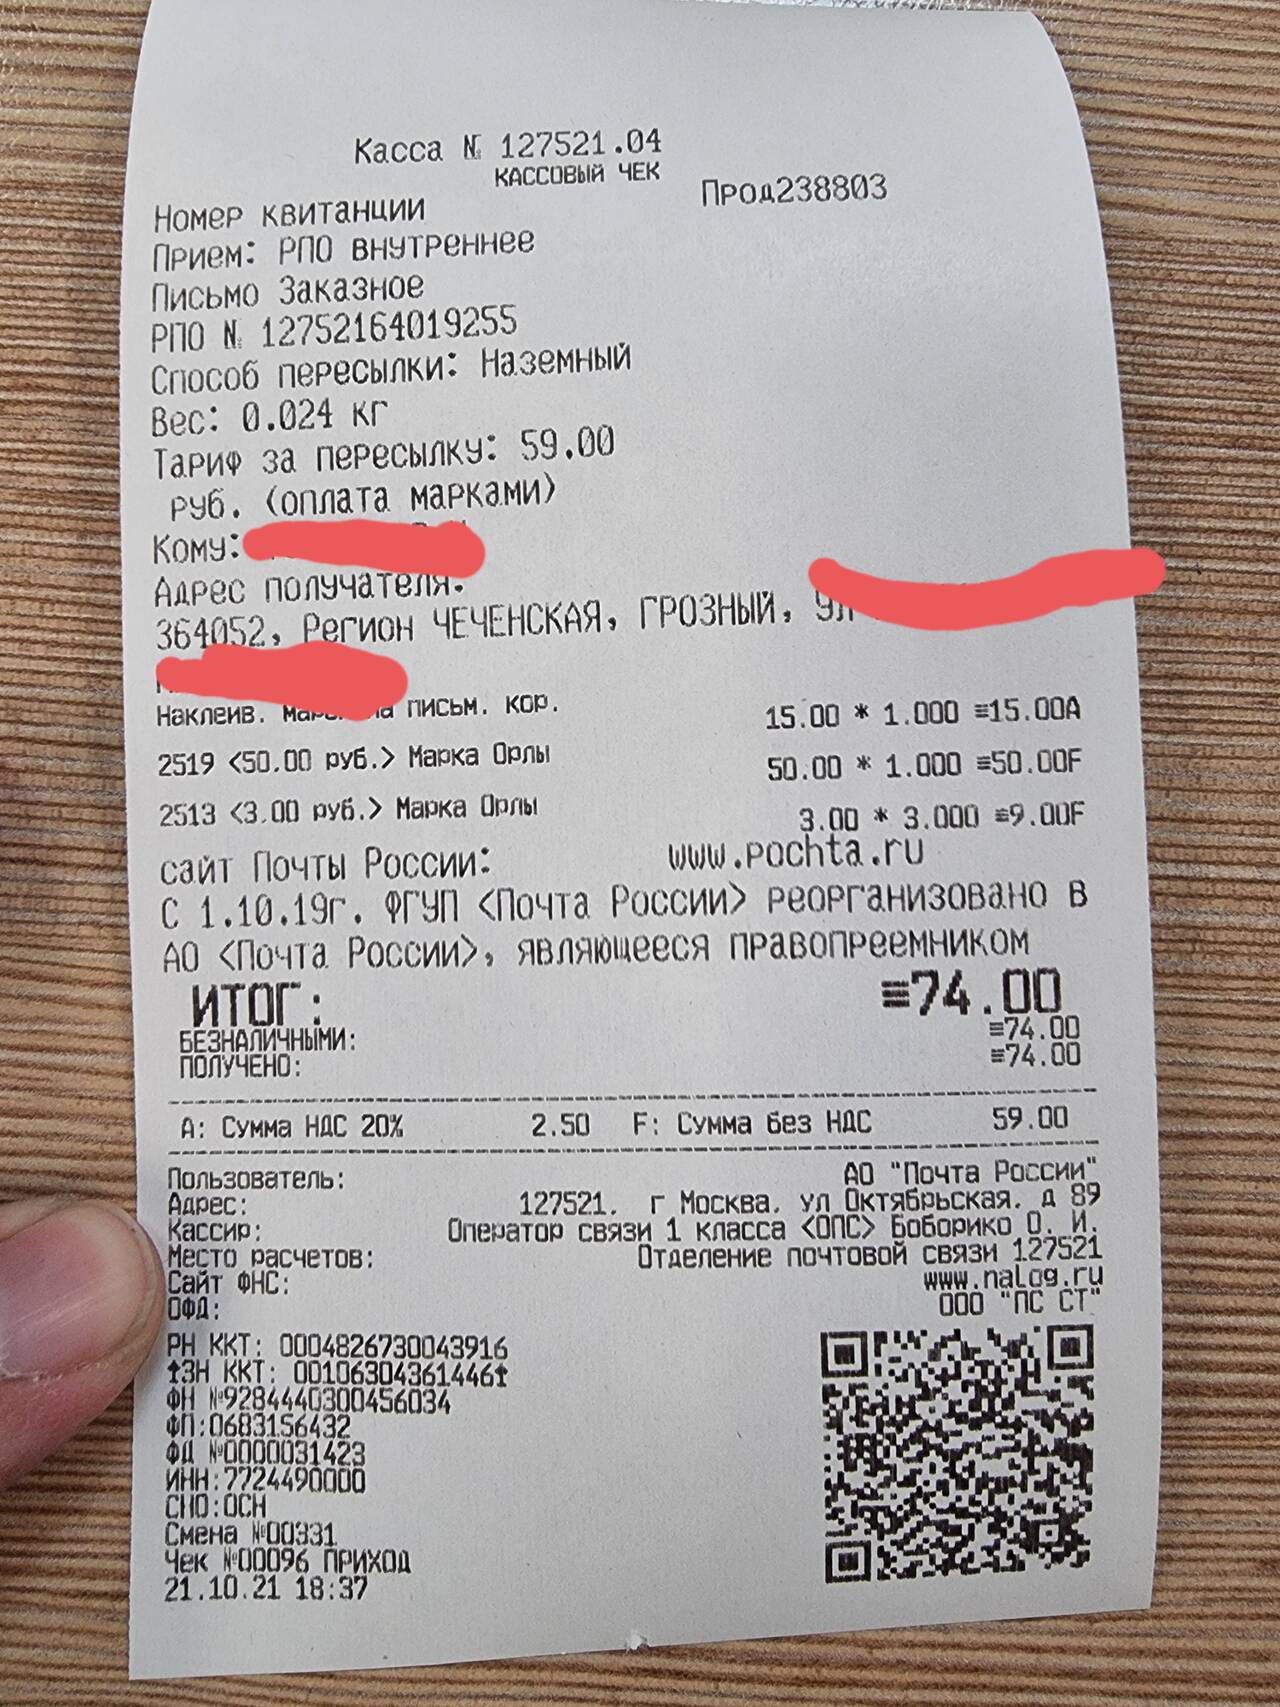 Касса № 127521.04
КАССОВЫЙ ЧЕК
Номер квитанции Прод238803
Прием: РПО внутреннее
Письмо Заказное
РПО № 12752164019255
Способ пересылки: Наземный
Вес: 0.024 кг
Тариф за пересылку: 59.00
руб. (оплата марками)
Кому:
Адрес получателя:
364052, Регион ЧЕЧЕНСКАЯ, ГРОЗНЫЙ, ул
Наклеив. письм. кор. 15.00 * 1.000 ≡15.00А
2519 <50.00 руб.> Марка Орлы 50.00 * 1.000 ≡50.00F
2513 <3.00 руб.> Марка Орлы 3.00 * 3.000 ≡9.00F
сайт Почты России: www.pochta.ru
С 1.10.19г. ФГУП <Почта России> реорганизовано в
АО <Почта России>, являющееся правопреемником
ИТОГ: ≡74.00
БЕЗНАЛИЧНЫМИ: ≡74.00
ПОЛУЧЕНО: ≡74.00
А: Сумма НДС 20% 2.50 F: Сумма без НДС 59.00
Пользователь: АО "Почта России"
Адрес: 127521, г Москва, ул Октябрьская, д 89
Кассир: Оператор связи 1 класса <ОПС> Боборико О. И.
Место расчетов: Отделение почтовой связи 127521
Сайт ФНС: www.nalog.ru
ОФД: ООО "ПС СТ"
РН ККТ: 0004826730043916
↑ЗН ККТ: 00106304361446↑
ФН №9284440300456034
ФП:0683156432
ФД №0000031423
ИНН:7724490000
СНО:ОСН
Смена №00331
Чек №00096 ПРИХОД
21.10.21 18:37